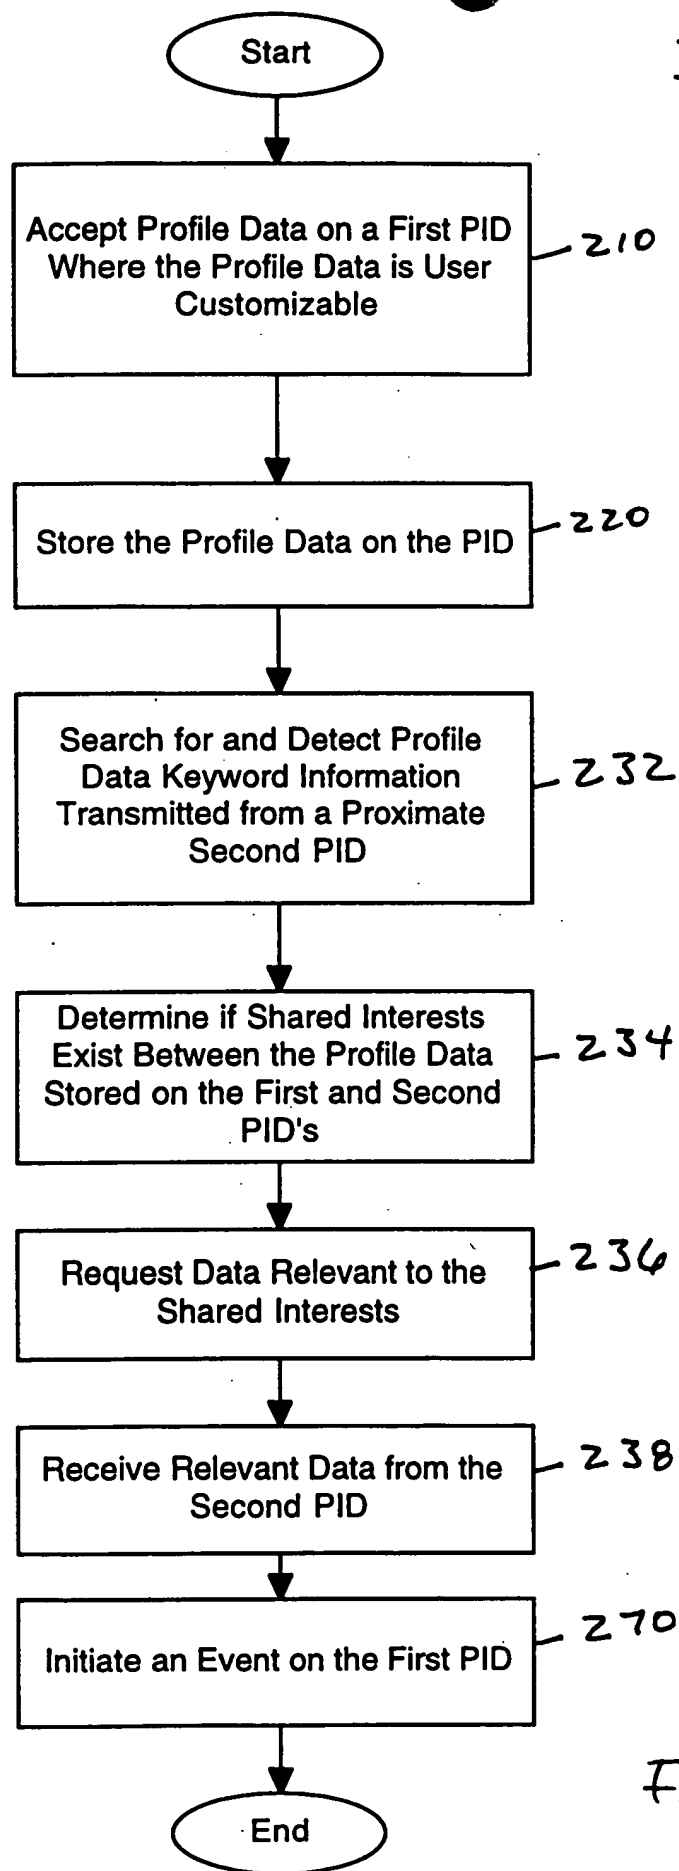 Start
Accept Profile Data on a First PID
Where the Profile Data is User
Customizable
210
Store the Profile Data on the PID
220
Search for and Detect Profile
Data Keyword Information
Transmitted from a Proximate
Second PID
232
Determine if Shared Interests
Exist Between the Profile Data
Stored on the First and Second
PID's
234
Request Data Relevant to the
Shared Interests
236
Receive Relevant Data from the
Second PID
238
Initiate an Event on the First PID
270
End